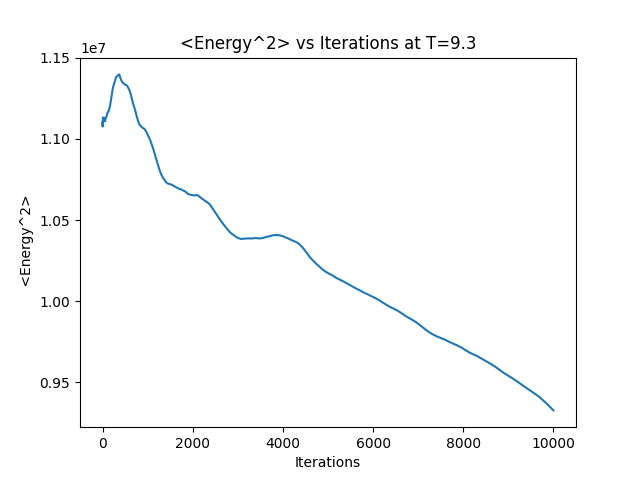 <Energy^2> vs Iterations at T=9.3
1e7
1.15
1.10
1.05
1.00
0.95
<Energy^2>
0 2000 4000 6000 8000 10000
Iterations